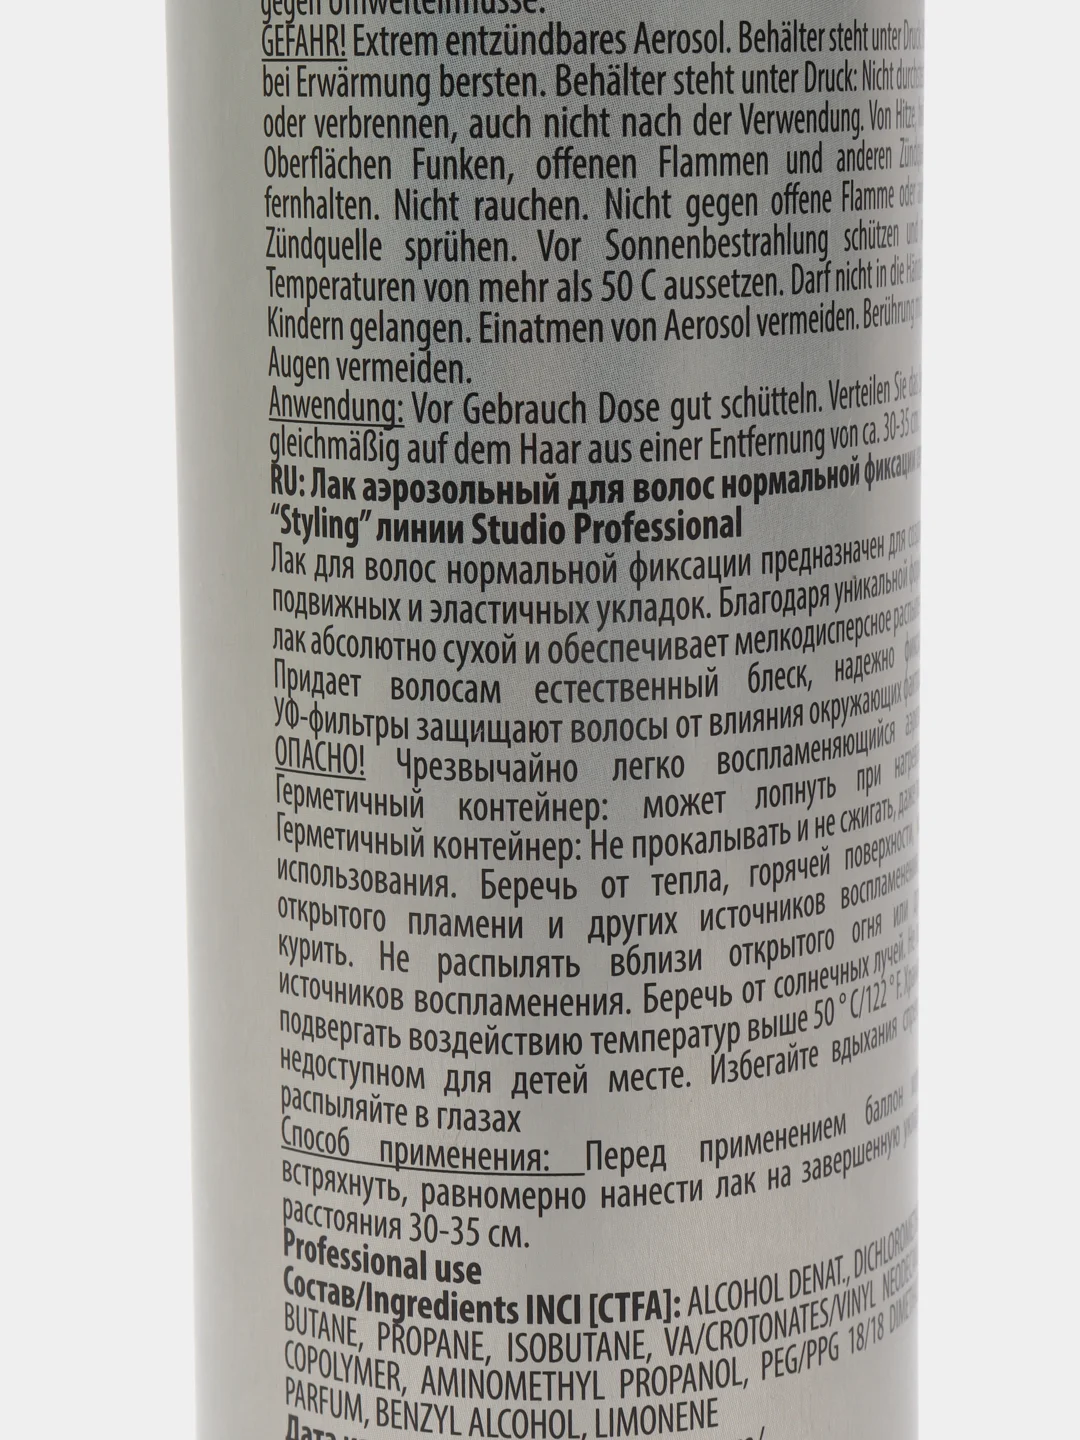 gegen Umwelteinflüsse.
GEFAHR! Extrem entzündbares Aerosol. Behälter steht unter
bei Erwärmung bersten. Behälter steht unter Druck: Nicht
oder verbrennen, auch nicht nach der Verwendung. Von Hitze,
Oberflächen Funken, offenen Flammen und anderen
fernhalten. Nicht rauchen. Nicht gegen offene Flamme oder
Zündquelle sprühen. Vor Sonnenbestrahlung schützen und
Temperaturen von mehr als 50 C aussetzen. Darf nicht in die
Kindern gelangen. Einatmen von Aerosol vermeiden. Berührung
Augen vermeiden.
Anwendung: Vor Gebrauch Dose gut schütteln. Verteilen Sie
gleichmäßig auf dem Haar aus einer Entfernung von ca. 30-35
RU: Лак аэрозольный для волос нормальной фиксации
“Styling” линии Studio Professional
Лак для волос нормальной фиксации предназначен для
подвижных и эластичных укладок. Благодаря уникальной
лак абсолютно сухой и обеспечивает мелкодисперсное
Придает волосам естественный блеск, надежно
УФ-фильтры защищают волосы от влияния окружающих
ОПАСНО! Чрезвычайно легко воспламеняющийся
Герметичный контейнер: может лопнуть при
Герметичный контейнер: Не прокалывать и не сжигать,
использования. Беречь от тепла, горячей поверхности,
открытого пламени и других источников
курить. Не распылять вблизи открытого огня или
источников воспламенения. Беречь от солнечных лучей. Не
подвергать воздействию температур выше 50 °C/122 °F.
недоступном для детей месте. Избегайте вдыхания
распыляйте в глазах
Способ применения: Перед применением баллон
встряхнуть, равномерно нанести лак на завершенную
расстояния 30-35 см.
Professional use
Состав/Ingredients INCI [CTFA]: ALCOHOL DENAT.,
BUTANE, PROPANE, ISOBUTANE, VA/CROTONATES/VINYL
COPOLYMER, AMINOMETHYL PROPANOL, PEG/PPG 18/18
PARFUM, BENZYL ALCOHOL, LIMONENE
Дата